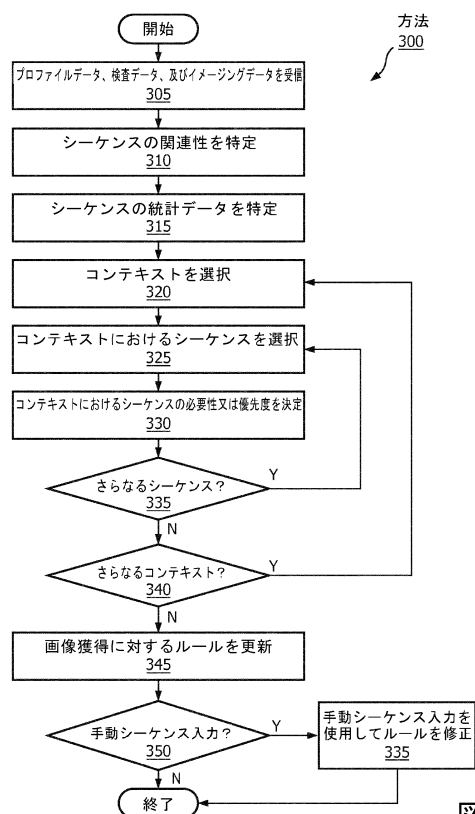 開始
方法
300
プロファイルデータ、検査データ、及びイメージングデータを受信
305
シーケンスの関連性を特定
310
シーケンスの統計データを特定
315
コンテキストを選択
320
コンテキストにおけるシーケンスを選択
325
コンテキストにおけるシーケンスの必要性又は優先度を決定
330
さらなるシーケンス?
335
Y
N
さらなるコンテキスト?
340
Y
N
画像獲得に対するルールを更新
345
手動シーケンス入力?
350
Y
N
手動シーケンス入力を
使用してルールを修正
335
終了